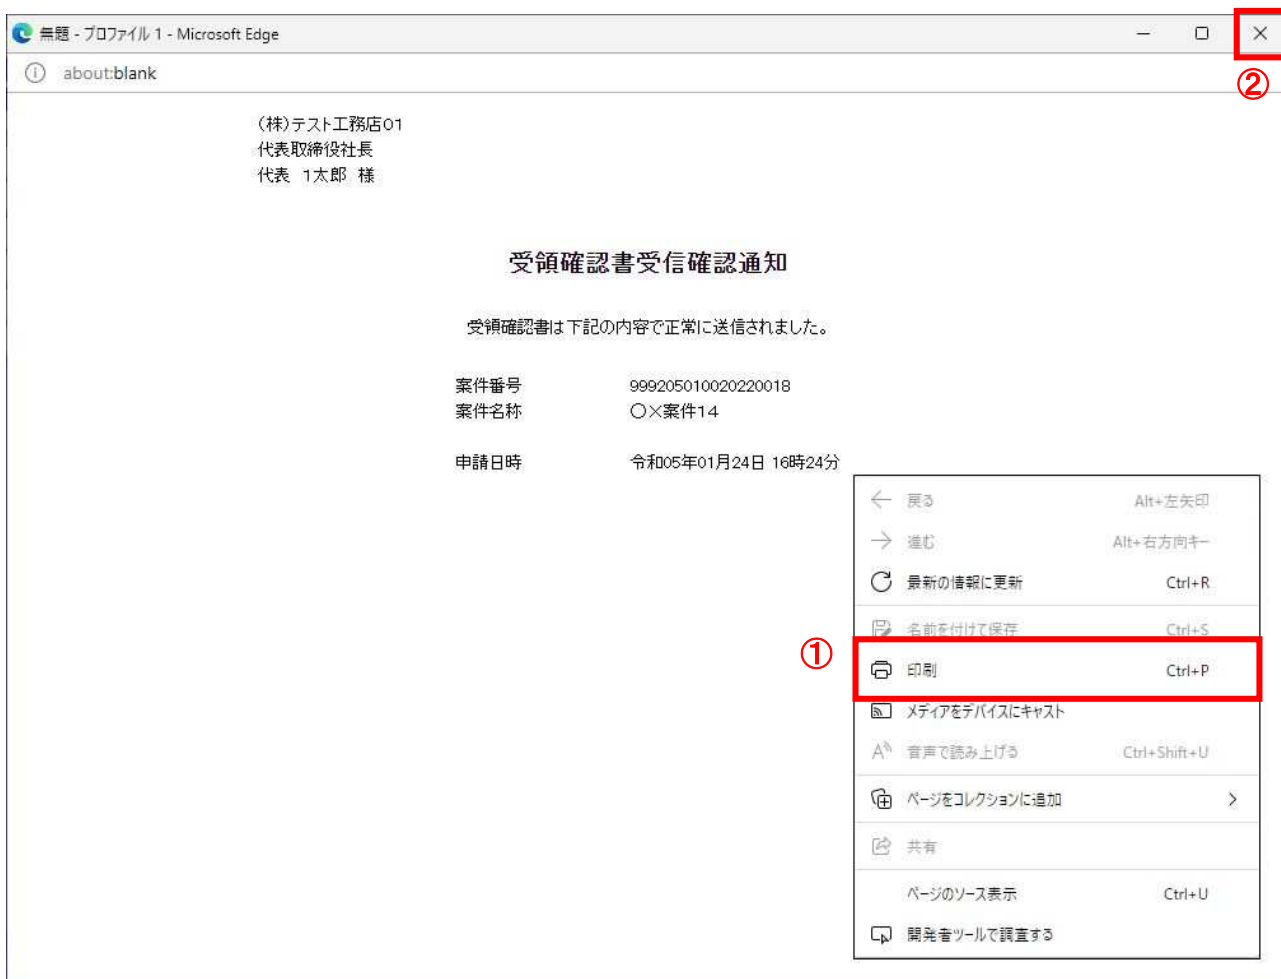 無題 - プロファイル 1 - Microsoft Edge
②
about:blank
(株)テスト工務店01
代表取締役社長
代表 1太郎 様
受領確認書受信確認通知
受領確認書は下記の内容で正常に送信されました。
案件番号 999205010020220018
案件名称 〇×案件14
申請日時 令和05年01月24日 16時24分
戻る Alt+左矢印
進む Alt+右方向キー
最新の情報に更新 Ctrl+R
名前を付けて保存 Ctrl+S
①
印刷 Ctrl+P
メディアをデバイスにキャスト
音声で読み上げる Ctrl+Shift+U
ページをコレクションに追加
共有
ページのソース表示 Ctrl+U
開発者ツールで調査する